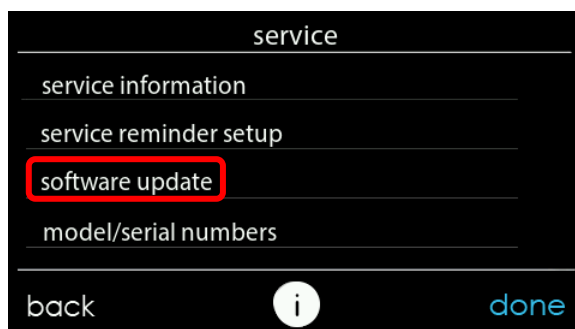 service
service information
service reminder setup
software update
model/serial numbers
back i done